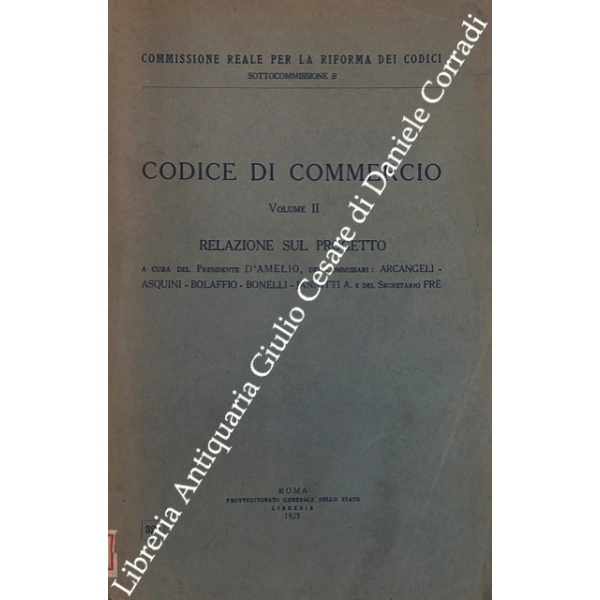 COMMISSIONE REALE PER LA RIFORMA DEI CODICI
SOTTOCOMMISSIONE B
CODICE DI COMMERCIO
VOLUME II
RELAZIONE SUL PROGETTO
A CURA DEL PRESIDENTE D'AMELIO, DEI COMMISSARI: ARCANGELI -
ASQUINI - BOLAFFIO - BONELLI - A. E DEL SEGRETARIO FRÈ
ROMA
PROVVEDITORATO GENERALE DELLO STATO
LIBRERIA
1925
Libreria Antiquaria Giulio Cesare di Daniele Corradi